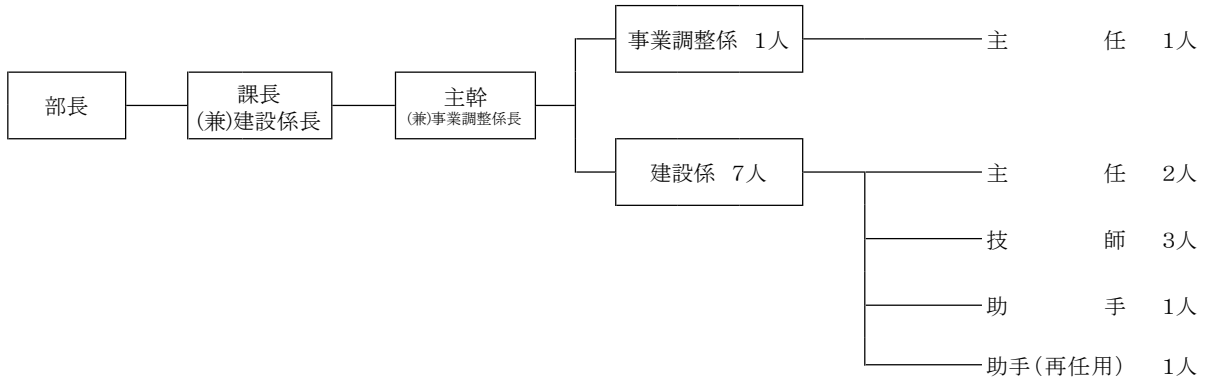 部長
課長
(兼)建設係長
主幹
(兼)事業調整係長
事業調整係 1人
主 任 1人
建設係 7人
主 任 2人
技 師 3人
助 手 1人
助手(再任用) 1人